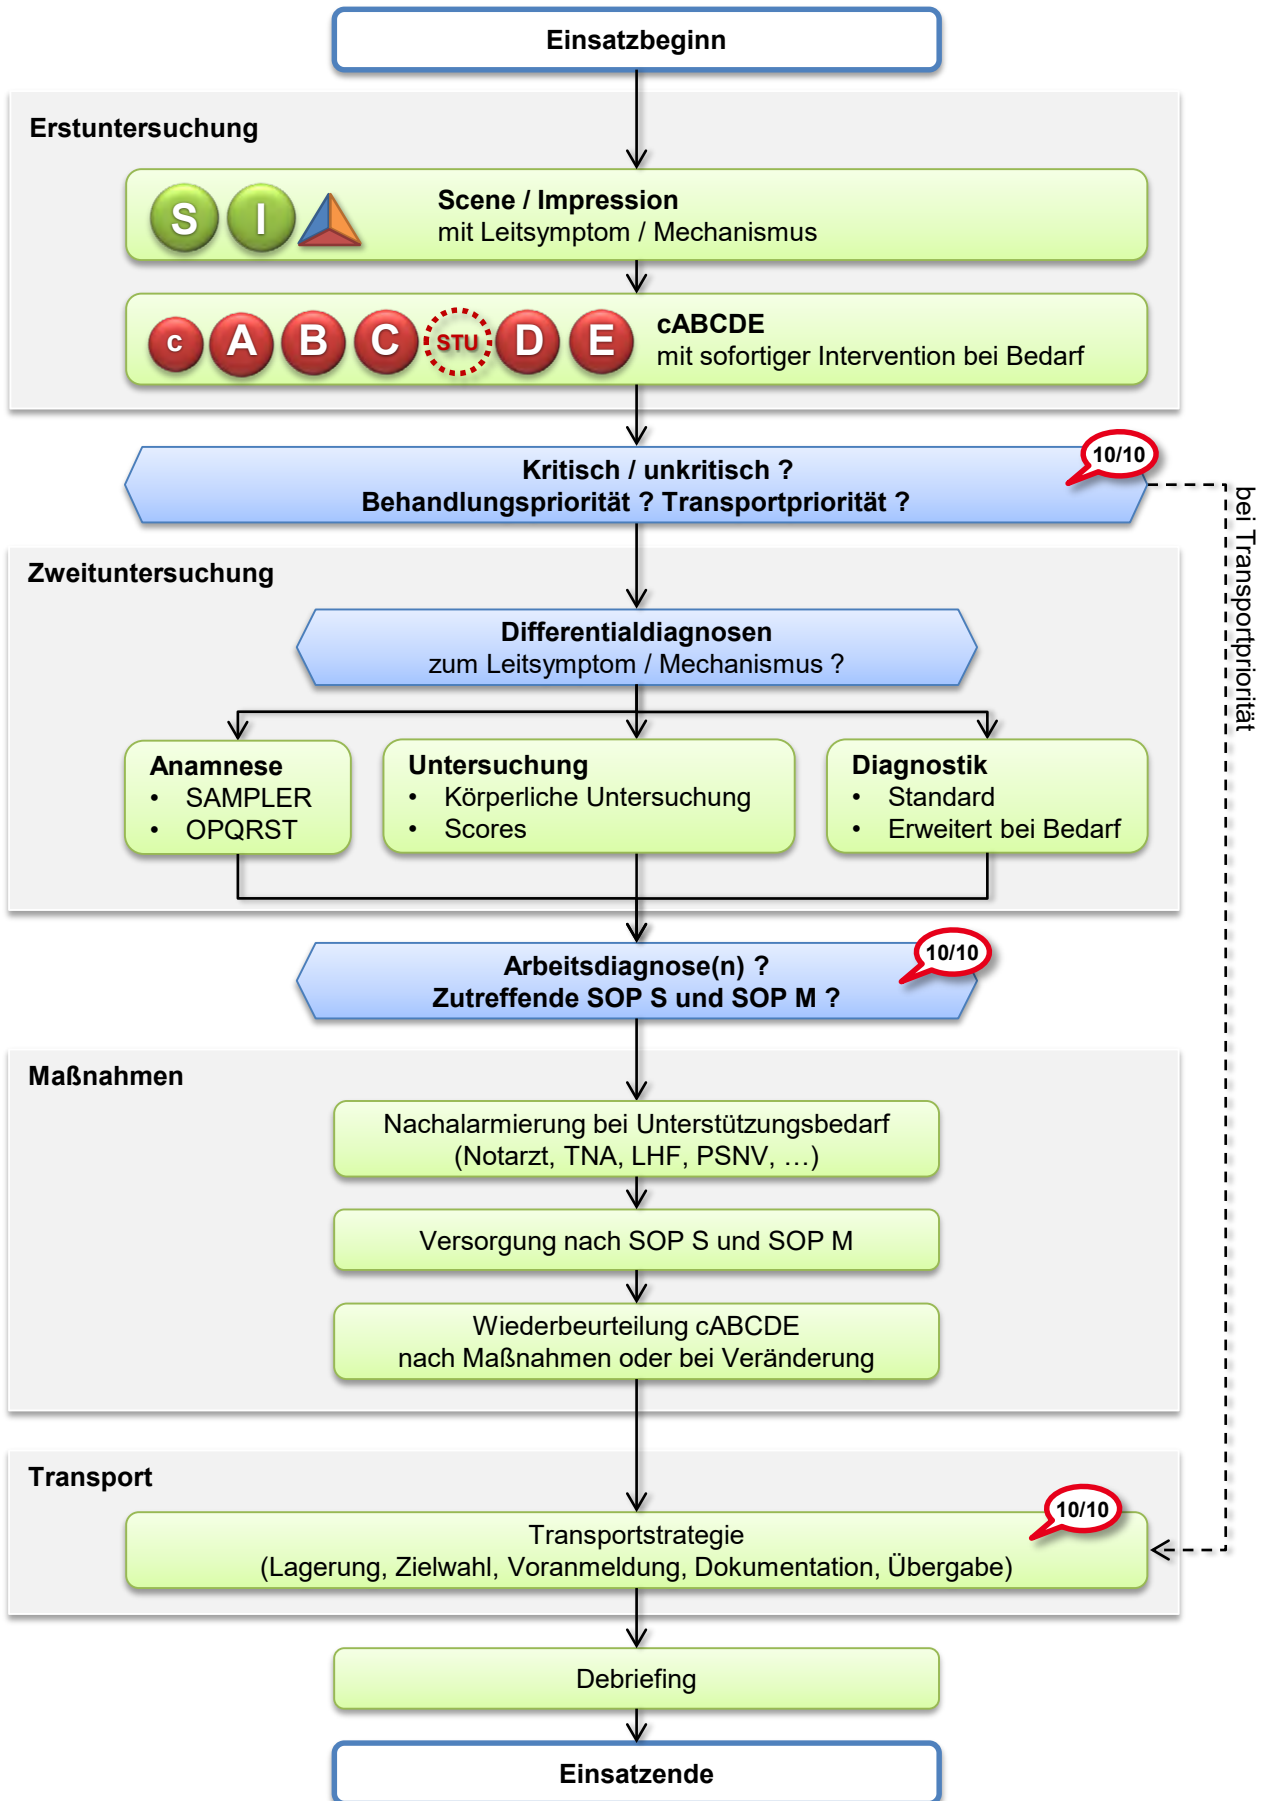 Einsatzbeginn
Erstuntersuchung
S I
Scene / Impression
mit Leitsymptom / Mechanismus
c A B C STU D E
cABCDE
mit sofortiger Intervention bei Bedarf
10/10
Kritisch / unkritisch ?
Behandlungspriorität ? Transportpriorität ?
bei Transportpriorität
Zweituntersuchung
Differentialdiagnosen
zum Leitsymptom / Mechanismus ?
Anamnese
• SAMPLER
• OPQRST
Untersuchung
• Körperliche Untersuchung
• Scores
Diagnostik
• Standard
• Erweitert bei Bedarf
10/10
Arbeitsdiagnose(n) ?
Zutreffende SOP S und SOP M ?
Maßnahmen
Nachalarmierung bei Unterstützungsbedarf
(Notarzt, TNA, LHF, PSNV, …)
Versorgung nach SOP S und SOP M
Wiederbeurteilung cABCDE
nach Maßnahmen oder bei Veränderung
Transport
10/10
Transportstrategie
(Lagerung, Zielwahl, Voranmeldung, Dokumentation, Übergabe)
Debriefing
Einsatzende